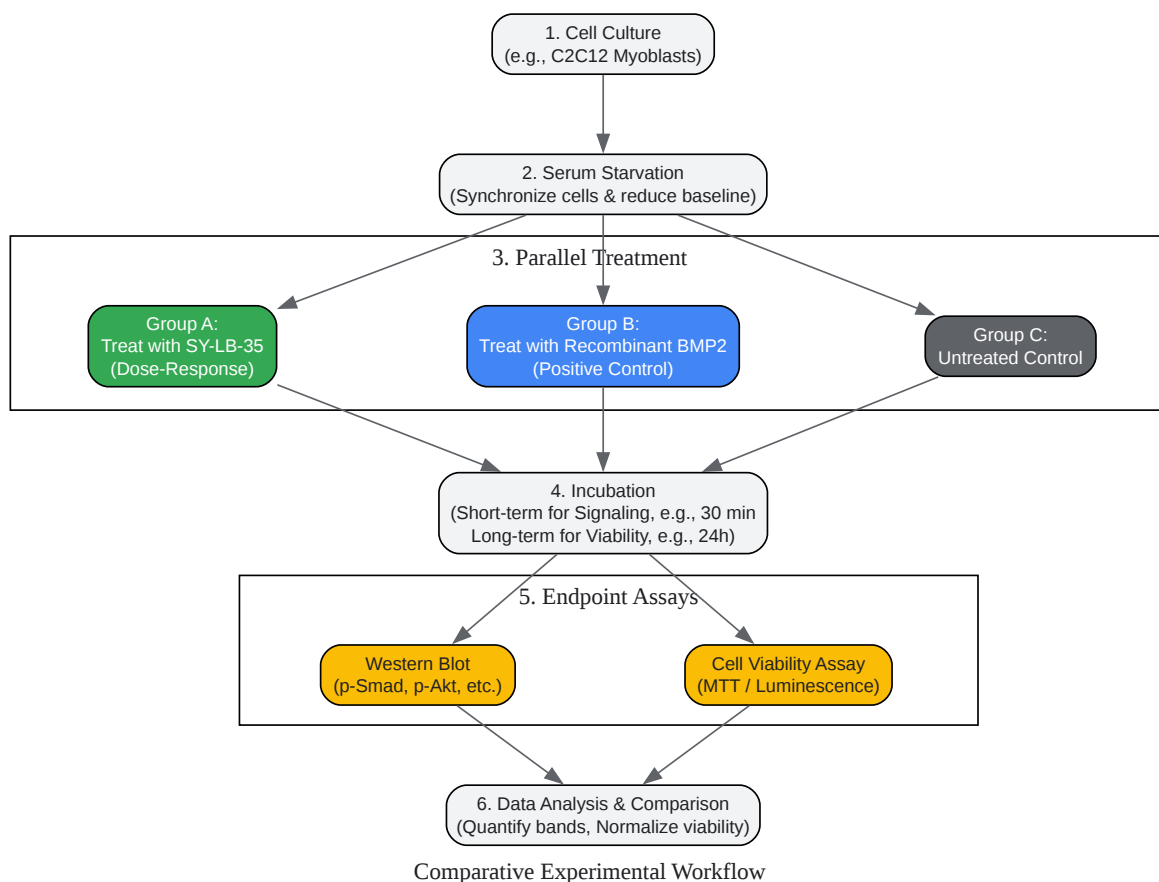 1. Cell Culture
(e.g., C2C12 Myoblasts)
2. Serum Starvation
(Synchronize cells & reduce baseline)
3. Parallel Treatment
Group A:
Treat with SY-LB-35
(Dose-Response)
Group B:
Treat with Recombinant BMP2
(Positive Control)
Group C:
Untreated Control
4. Incubation
(Short-term for Signaling, e.g., 30 min
Long-term for Viability, e.g., 24h)
5. Endpoint Assays
Western Blot
(p-Smad, p-Akt, etc.)
Cell Viability Assay
(MTT / Luminescence)
6. Data Analysis & Comparison
(Quantify bands, Normalize viability)
Comparative Experimental Workflow